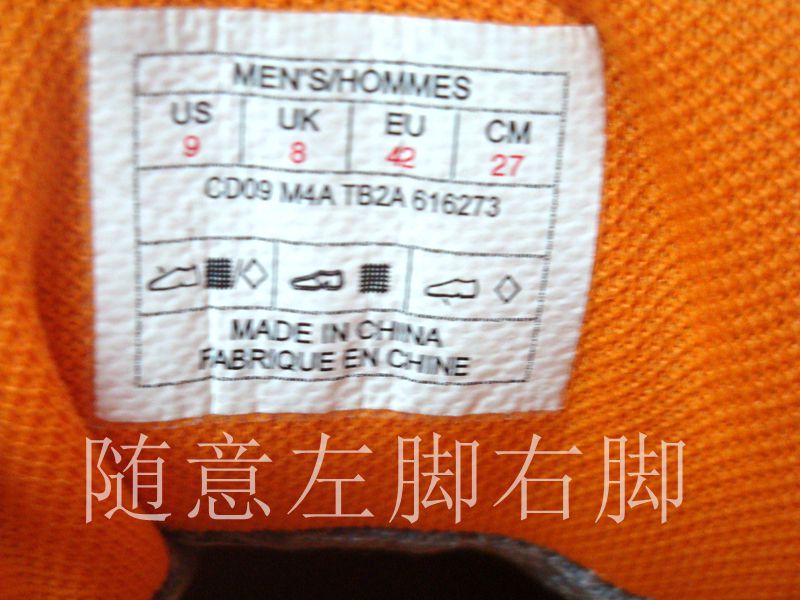 MEN'S/HOMMES
US UK EU CM
9 8 42 27
CD09 M4A TB2A 616273
MADE IN CHINA
FABRIQUE EN CHINE
随意左脚右脚